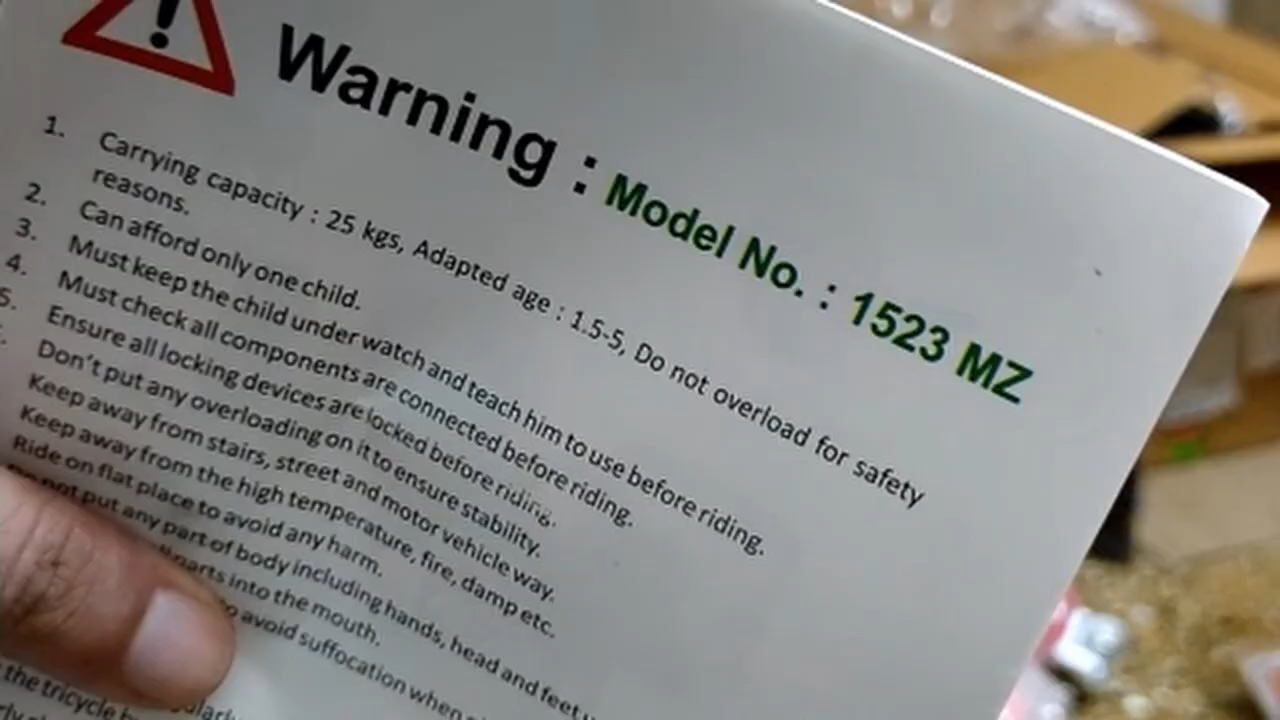 Warning : Model No. : 1523 MZ
1. Carrying capacity : 25 kgs, Adapted age : 1.5-5, Do not overload for safety
reasons.
2. Can afford only one child.
3. Must keep the child under watch and teach him to use before riding.
4. Must check all components are connected before riding.
5. Ensure all locking devices are locked before riding.
Don't put any overloading on it to ensure stability.
Keep away from stairs, street and motor vehicle way.
Keep away from the high temperature, fire, damp etc.
Ride on flat place to avoid any harm.
not put any part of body including hands, head and feet
parts into the mouth.
to avoid suffocation when
the tricycle